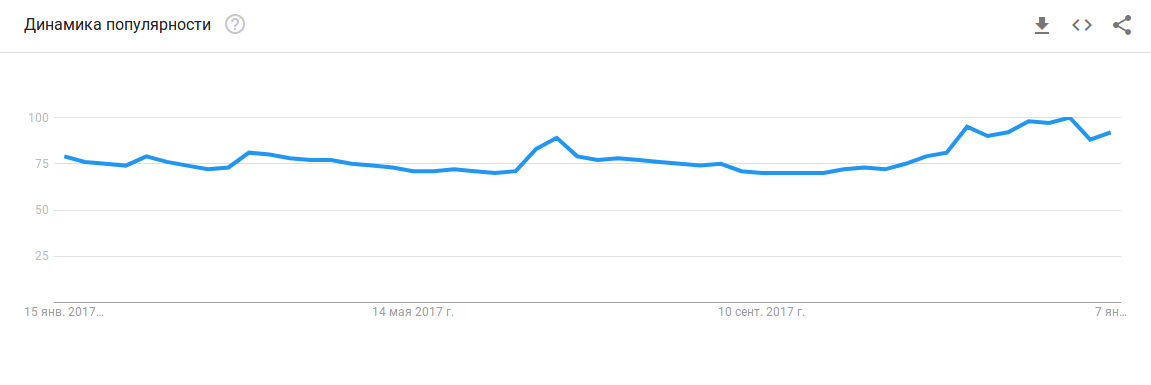 Динамика популярности ?
100
75
50
25
15 янв. 2017…
14 мая 2017 г.
10 сент. 2017 г.
7 ян…